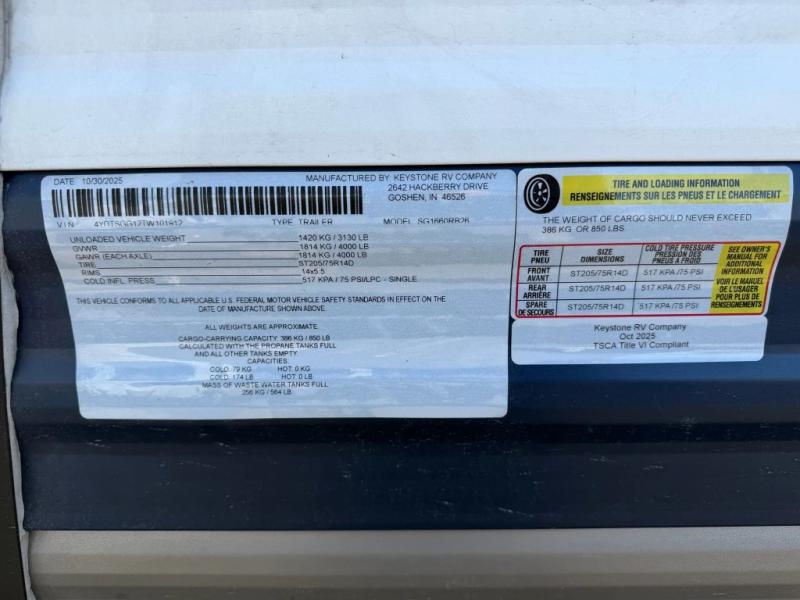 DATE 10/30/2025 MANUFACTURED BY: KEYSTONE RV COMPANY
2642 HACKBERRY DRIVE
GOSHEN, IN 46526
V.I.N. TYPE TRAILER MODEL SG1660RB26
UNLOADED VEHICLE WEIGHT 1420 KG / 3130 LB
GVWR 1814 KG / 4000 LB
GAWR (EACH AXLE) 1814 KG / 4000 LB
TIRE ST205/75R14D
RIMS 14x5.5
COLD INFL. PRESS 517 KPA / 75 PSI/LPC - SINGLE
THIS VEHICLE CONFORMS TO ALL APPLICABLE U.S. FEDERAL MOTOR VEHICLE SAFETY STANDARDS IN EFFECT ON THE
DATE OF MANUFACTURE SHOWN ABOVE.
ALL WEIGHTS ARE APPROXIMATE
CARGO-CARRYING CAPACITY: 386 KG / 850 LB
CALCULATED WITH THE PROPANE TANKS FULL
AND ALL OTHER TANKS EMPTY.
CAPACITIES:
COLD: 79 KG HOT: 0 KG
COLD: 174 LB HOT: 0 LB
MASS OF WASTE WATER TANKS FULL
256 KG / 564 LB
TIRE AND LOADING INFORMATION
RENSEIGNEMENTS SUR LES PNEUS ET LE CHARGEMENT
THE WEIGHT OF CARGO SHOULD NEVER EXCEED
386 KG OR 850 LBS.
TIRE
PNEU
SIZE
DIMENSIONS
COLD TIRE PRESSURE
PRESSION DES
PNEUS A FROID
FRONT
AVANT
ST205/75R14D 517 KPA /75 PSI
REAR
ARRIÈRE
ST205/75R14D 517 KPA /75 PSI
SPARE
DE SECOURS
ST205/75R14D 517 KPA /75 PSI
SEE OWNER'S
MANUAL FOR
ADDITIONAL
INFORMATION
VOIR LE MANUEL
DE L'USAGER
POUR PLUS DE
RENSEIGNEMENTS
Keystone RV Company
Oct 2025
TSCA Title VI Compliant